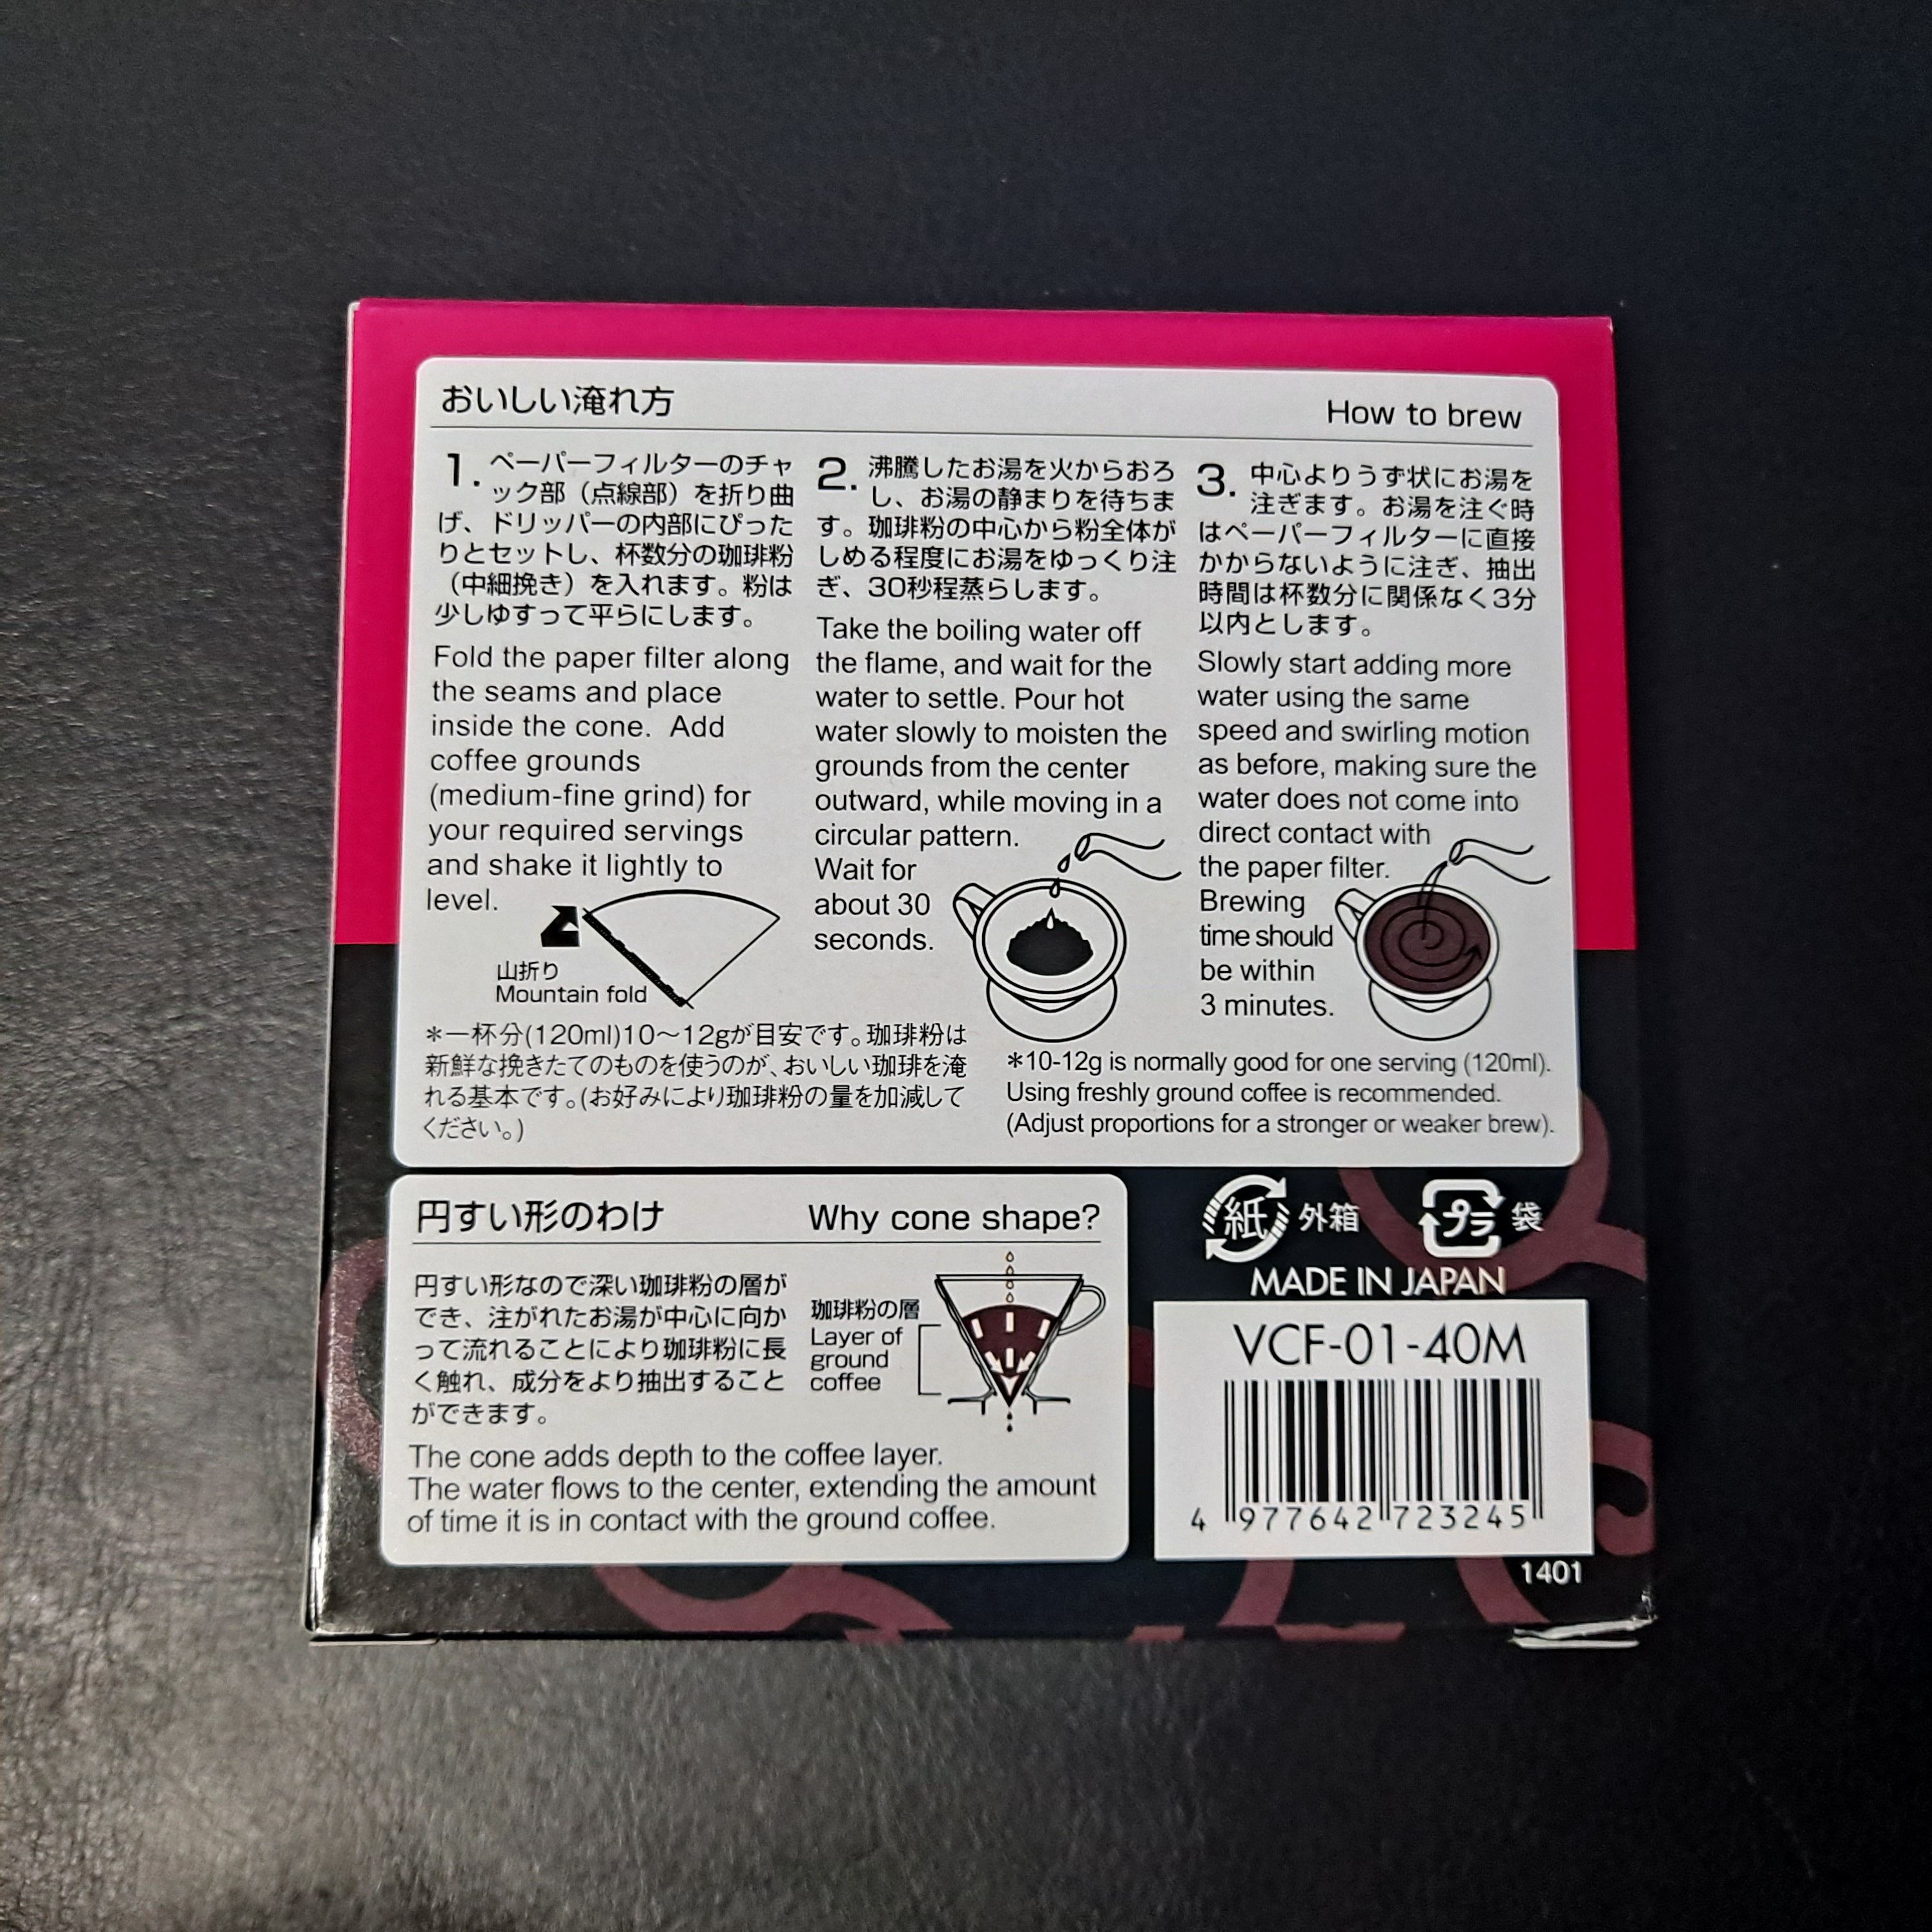 おいしい淹れ方
How to brew
1. ペーパーフィルターのチャ
ック部（点線部）を折り曲
げ、ドリッパーの内部にぴった
りとセットし、杯数分の珈琲粉
（中細挽き）を入れます。粉は
少しゆすって平らにします。
Fold the paper filter along
the seams and place
inside the cone. Add
coffee grounds
(medium-fine grind) for
your required servings
and shake it lightly to
level.
山折り
Mountain fold
2. 沸騰したお湯を火からおろ
し、お湯の静まりを待ちま
す。珈琲粉の中心から粉全体が
しめる程度にお湯をゆっくり注
ぎ、30秒程蒸らします。
Take the boiling water off
the flame, and wait for the
water to settle. Pour hot
water slowly to moisten the
grounds from the center
outward, while moving in a
circular pattern.
Wait for
about 30
seconds.
3. 中心よりうず状にお湯を
注ぎます。お湯を注ぐ時
はペーパーフィルターに直接
かからないように注ぎ、抽出
時間は杯数分に関係なく3分
以内とします。
Slowly start adding more
water using the same
speed and swirling motion
as before, making sure the
water does not come into
direct contact with
the paper filter.
Brewing
time should
be within
3 minutes.
＊一杯分(120ml)10～12gが目安です。珈琲粉は
新鮮な挽きたてのものを使うのが、おいしい珈琲を淹
れる基本です。(お好みにより珈琲粉の量を加減して
ください。)
＊10-12g is normally good for one serving (120ml).
Using freshly ground coffee is recommended.
(Adjust proportions for a stronger or weaker brew).
円すい形のわけ
Why cone shape?
円すい形なので深い珈琲粉の層が
でき、注がれたお湯が中心に向か
って流れることにより珈琲粉に長
く触れ、成分をより抽出すること
ができます。
珈琲粉の層
Layer of
ground
coffee
The cone adds depth to the coffee layer.
The water flows to the center, extending the amount
of time it is in contact with the ground coffee.
紙 外箱
プラ 袋
MADE IN JAPAN
VCF-01-40M
4 977642 723245
1401